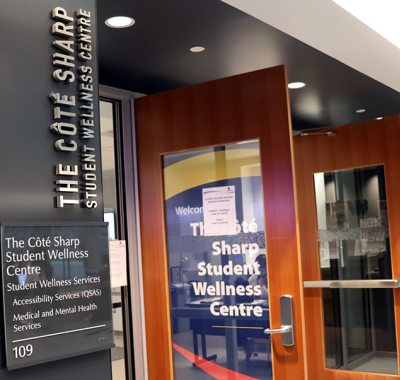 THE CÔTÉ SHARP
STUDENT WELLNESS CENTRE
The Côté Sharp
Student Wellness
Centre
Student Wellness Services
Accessibility Services (QSAS)
Medical and Mental Health
Services
109
The Côté
Sharp
Student
Wellness
Centre